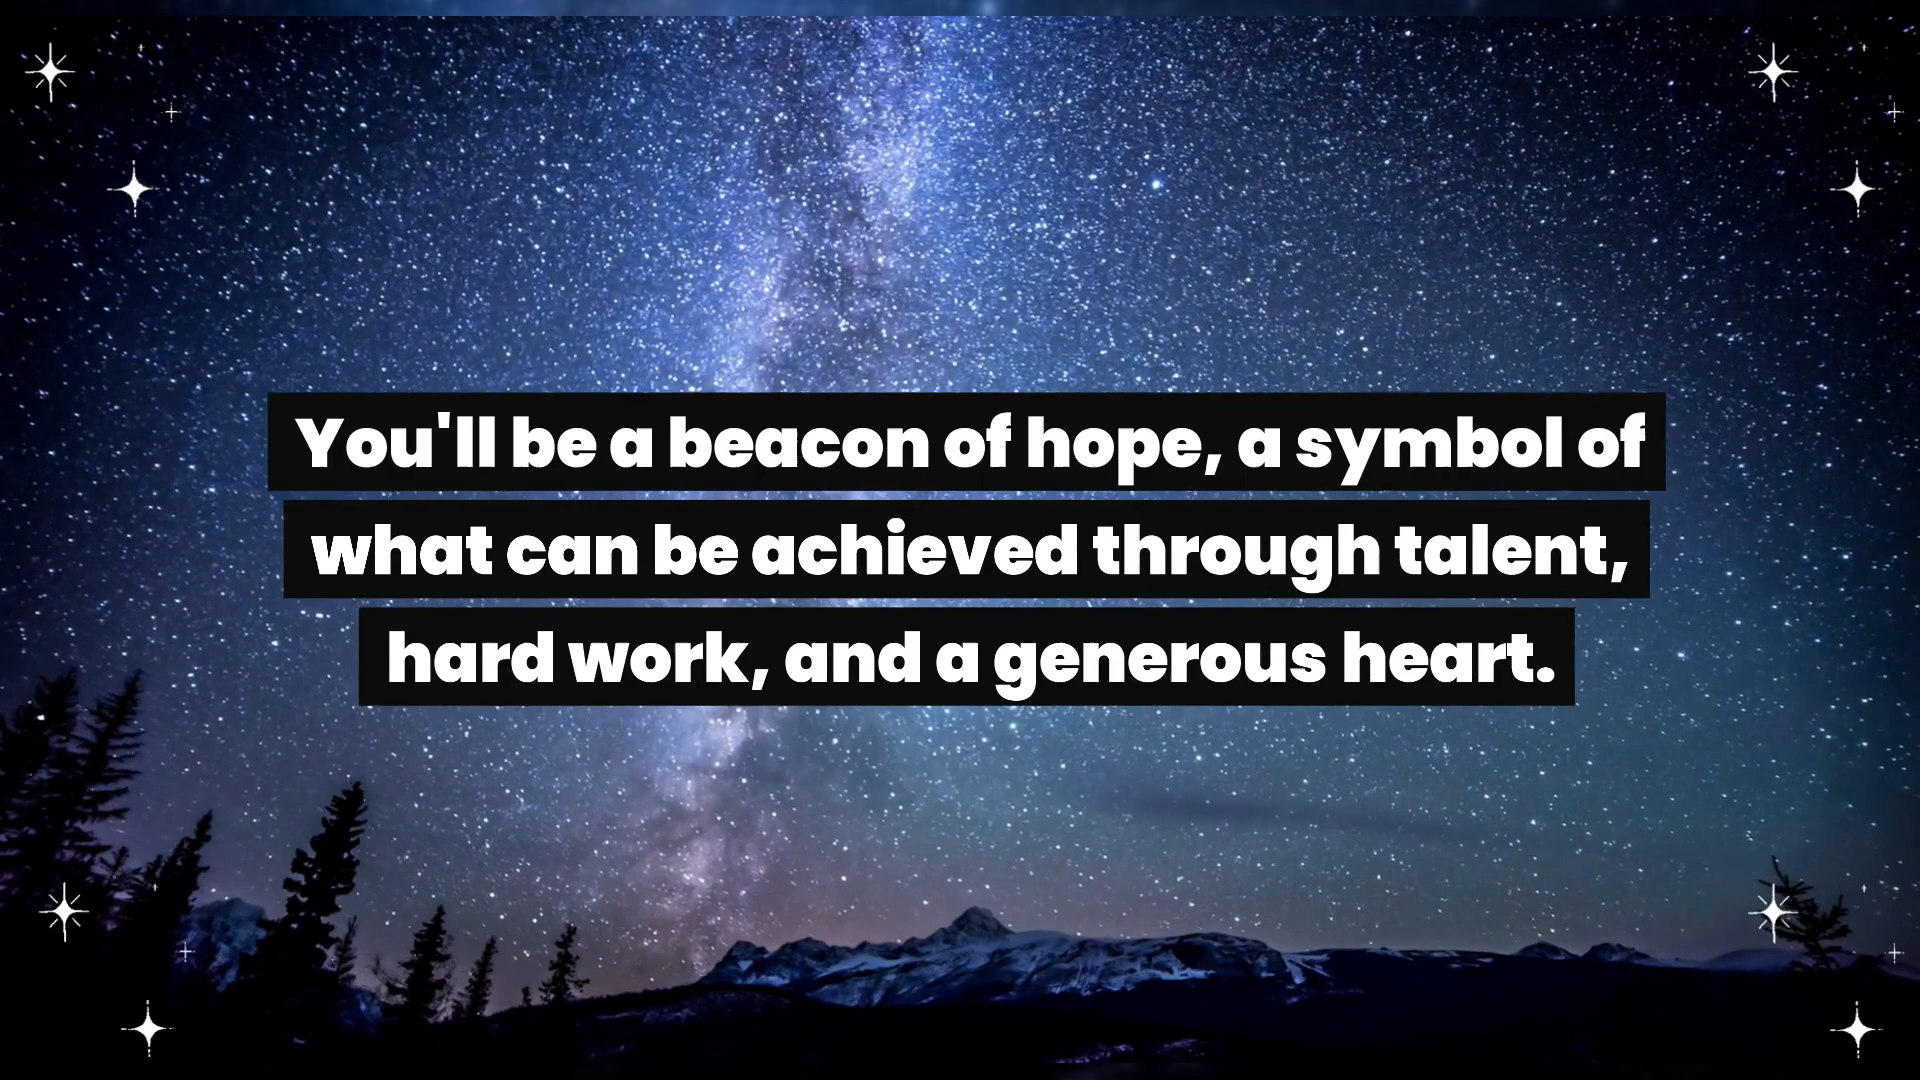 You'll be a beacon of hope, a symbol of
what can be achieved through talent,
hard work, and a generous heart.